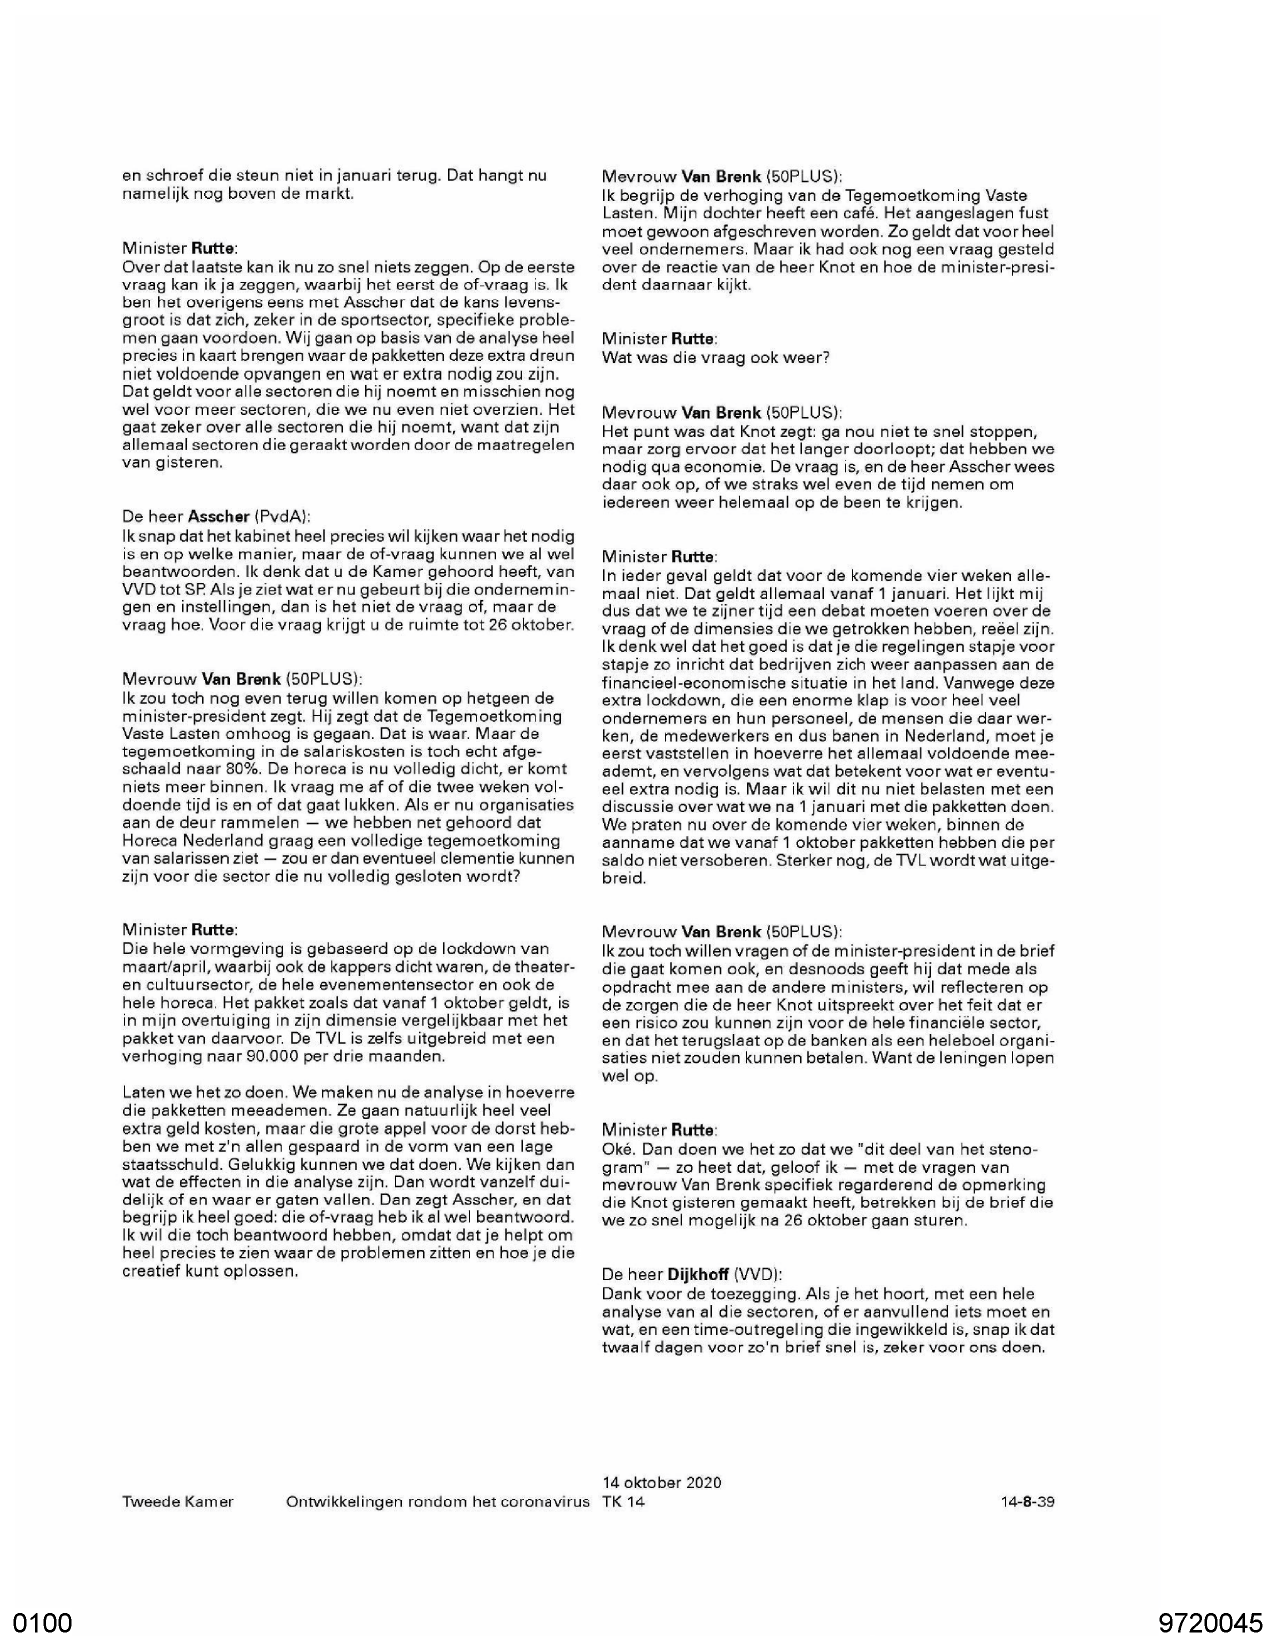 en schroef die steun niet in januari terug. Dat hangt nu
namelijk nog boven de markt.
Minister Rutte:
Over dat laatste kan ik nu zo snel niets zeggen. Op de eerste
vraag kan ik ja zeggen, waarbij het eerst de of-vraag is. Ik
ben het overigens eens met Asscher dat de kans levens-
groot is dat zich, zeker in de sportsector, specifieke proble-
men gaan voordoen. Wij gaan op basis van de analyse heel
precies in kaart brengen waar de pakketten deze extra dreun
niet voldoende opvangen en wat er extra nodig zou zijn.
Dat geldt voor alle sectoren die hij noemt en misschien nog
wel voor meer sectoren, die we nu even niet overzien. Het
gaat zeker over alle sectoren die hij noemt, want dat zijn
allemaal sectoren die geraakt worden door de maatregelen
van gisteren.
De heer Asscher (PvdA):
Ik snap dat het kabinet heel precies wil kijken waar het nodig
is en op welke manier, maar de of-vraag kunnen we al wel
beantwoorden. Ik denk dat u de Kamer gehoord heeft, van
VVD tot SP. Als je ziet wat er nu gebeurt bij die ondernemin-
gen en instellingen, dan is het niet de vraag of, maar de
vraag hoe. Voor die vraag krijgt u de ruimte tot 26 oktober.
Mevrouw Van Brenk (50PLUS):
Ik zou toch nog even terug willen komen op hetgeen de
minister-president zegt. Hij zegt dat de Tegemoetkoming
Vaste Lasten omhoog is gegaan. Dat is waar. Maar de
tegemoetkoming in de salariskosten is toch echt afge-
schaald naar 80%. De horeca is nu volledig dicht, er komt
niets meer binnen. Ik vraag me af of die twee weken vol-
doende tijd is en of dat gaat lukken. Als er nu organisaties
aan de deur rammelen — we hebben net gehoord dat
Horeca Nederland graag een volledige tegemoetkoming
van salarissen ziet — zou er dan eventueel clementie kunnen
zijn voor die sector die nu volledig gesloten wordt?
Minister Rutte:
Die hele vormgeving is gebaseerd op de lockdown van
maart/april, waarbij ook de kappers dicht waren, de theater-
en cultuursector, de hele evenementensector en ook de
hele horeca. Het pakket zoals dat vanaf 1 oktober geldt, is
in mijn overtuiging in zijn dimensie vergelijkbaar met het
pakket van daarvoor. De TVL is zelfs uitgebreid met een
verhoging naar 90.000 per drie maanden.
Laten we het zo doen. We maken nu de analyse in hoeverre
die pakketten meeademen. Ze gaan natuurlijk heel veel
extra geld kosten, maar die grote appel voor de dorst heb-
ben we met z'n allen gespaard in de vorm van een lage
staatsschuld. Gelukkig kunnen we dat doen. We kijken dan
wat de effecten in die analyse zijn. Dan wordt vanzelf dui-
delijk of en waar er gaten vallen. Dan zegt Asscher, en dat
begrijp ik heel goed: die of-vraag heb ik al wel beantwoord.
Ik wil die toch beantwoord hebben, omdat dat je helpt om
heel precies te zien waar de problemen zitten en hoe je die
creatief kunt oplossen.
Mevrouw Van Brenk (50PLUS):
Ik begrijp de verhoging van de Tegemoetkoming Vaste
Lasten. Mijn dochter heeft een café. Het aangeslagen fust
moet gewoon afgeschreven worden. Zo geldt dat voor heel
veel ondernemers. Maar ik had ook nog een vraag gesteld
over de reactie van de heer Knot en hoe de minister-presi-
dent daarnaar kijkt.
Minister Rutte:
Wat was die vraag ook weer?
Mevrouw Van Brenk (50PLUS):
Het punt was dat Knot zegt: ga nou niet te snel stoppen,
maar zorg ervoor dat het langer doorloopt; dat hebben we
nodig qua economie. De vraag is, en de heer Asscher wees
daar ook op, of we straks wel even de tijd nemen om
iedereen weer helemaal op de been te krijgen.
Minister Rutte:
In ieder geval geldt dat voor de komende vier weken alle-
maal niet. Dat geldt allemaal vanaf 1 januari. Het lijkt mij
dus dat we te zijner tijd een debat moeten voeren over de
vraag of de dimensies die we getrokken hebben, reëel zijn.
Ik denk wel dat het goed is dat je die regelingen stapje voor
stapje zo inricht dat bedrijven zich weer aanpassen aan de
financieel-economische situatie in het land. Vanwege deze
extra lockdown, die een enorme klap is voor heel veel
ondernemers en hun personeel, de mensen die daar wer-
ken, de medewerkers en dus banen in Nederland, moet je
eerst vaststellen in hoeverre het allemaal voldoende mee-
ademt, en vervolgens wat dat betekent voor wat er eventu-
eel extra nodig is. Maar ik wil dit nu niet belasten met een
discussie over wat we na 1 januari met die pakketten doen.
We praten nu over de komende vier weken, binnen de
aanname dat we vanaf 1 oktober pakketten hebben die per
saldo niet versoberen. Sterker nog, de TVL wordt wat uitge-
breid.
Mevrouw Van Brenk (50PLUS):
Ik zou toch willen vragen of de minister-president in de brief
die gaat komen ook, en desnoods geeft hij dat mede als
opdracht mee aan de andere ministers, wil reflecteren op
de zorgen die de heer Knot uitspreekt over het feit dat er
een risico zou kunnen zijn voor de hele financiële sector,
en dat het terugslaat op de banken als een heleboel organi-
saties niet zouden kunnen betalen. Want de leningen lopen
wel op.
Minister Rutte:
Oké. Dan doen we het zo dat we "dit deel van het steno-
gram" — zo heet dat, geloof ik — met de vragen van
mevrouw Van Brenk specifiek regarderend de opmerking
die Knot gisteren gemaakt heeft, betrekken bij de brief die
we zo snel mogelijk na 26 oktober gaan sturen.
De heer Dijkhoff (VVD):
Dank voor de toezegging. Als je het hoort, met een hele
analyse van al die sectoren, of er aanvullend iets moet en
wat, en een time-outregeling die ingewikkeld is, snap ik dat
twaalf dagen voor zo'n brief snel is, zeker voor ons doen.
14 oktober 2020
Tweede Kamer Ontwikkelingen rondom het coronavirus TK 14 14-8-39
0100 9720045